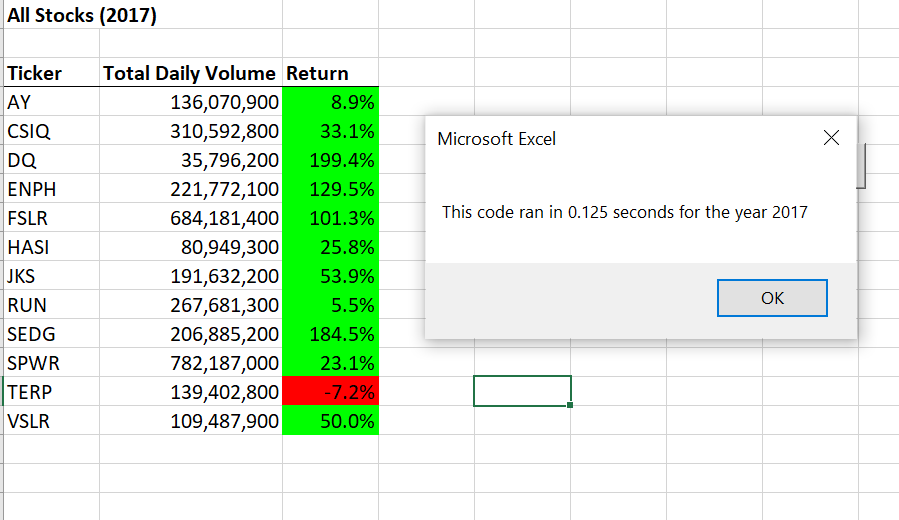 All Stocks (2017)
Ticker Total Daily Volume Return
AY 136,070,900 8.9%
CSIQ 310,592,800 33.1%
DQ 35,796,200 199.4%
ENPH 221,772,100 129.5%
FSLR 684,181,400 101.3%
HASI 80,949,300 25.8%
JKS 191,632,200 53.9%
RUN 267,681,300 5.5%
SEDG 206,885,200 184.5%
SPWR 782,187,000 23.1%
TERP 139,402,800 -7.2%
VSLR 109,487,900 50.0%
Microsoft Excel
This code ran in 0.125 seconds for the year 2017
OK